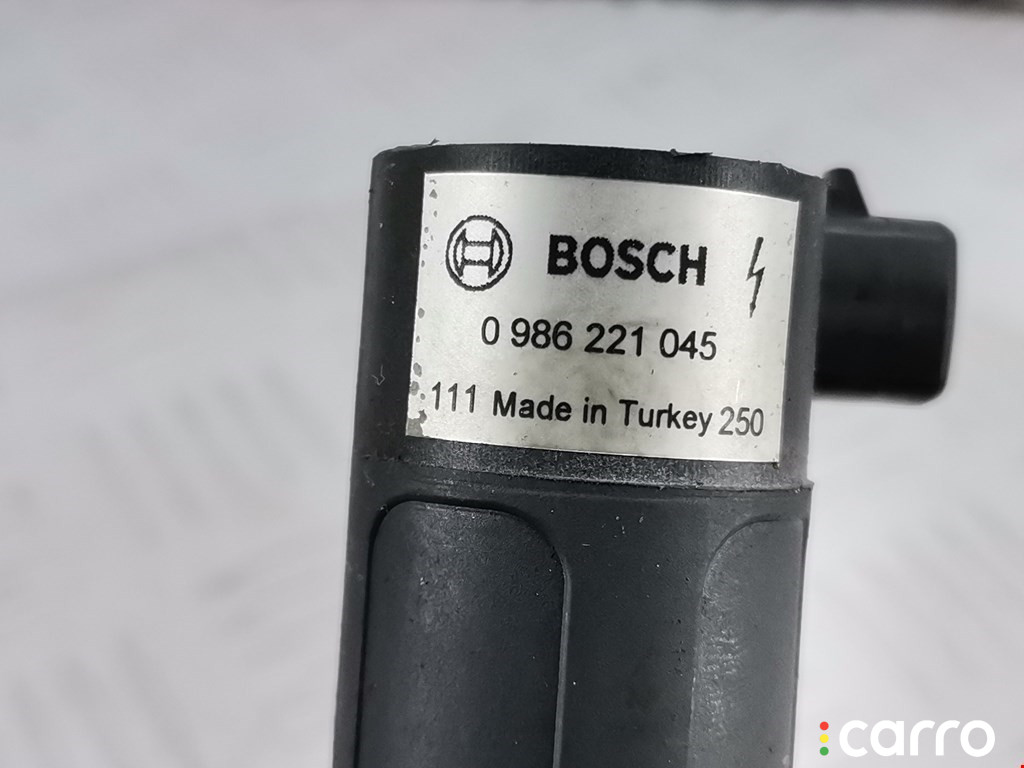 BOSCH
0 986 221 045
111 Made in Turkey 250
carro